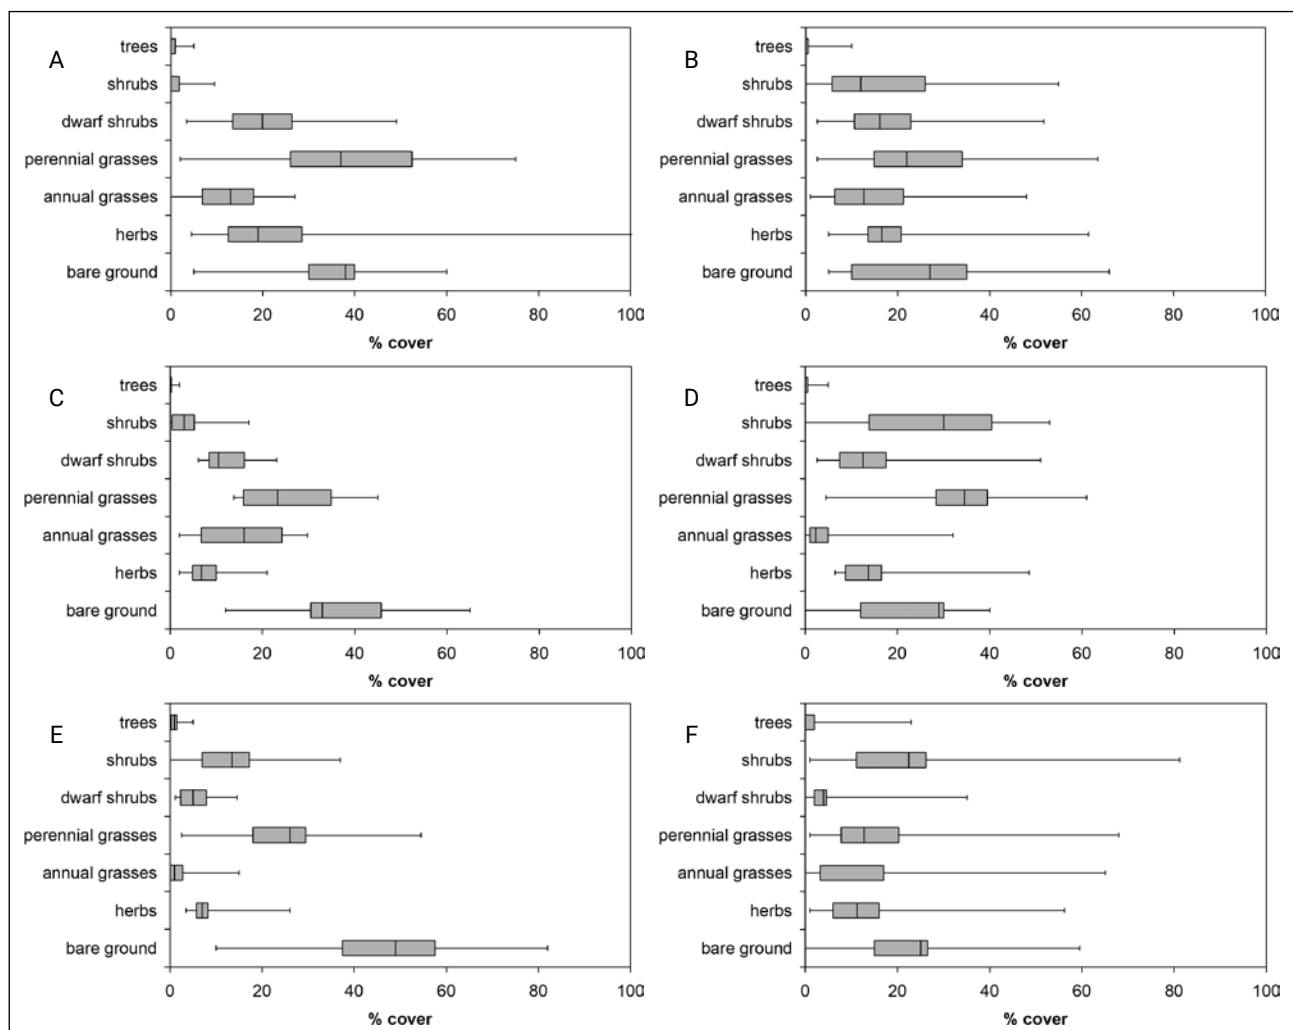 A
trees
shrubs
dwarf shrubs
perennial grasses
annual grasses
herbs
bare ground
0 20 40 60 80 100
% cover
B
trees
shrubs
dwarf shrubs
perennial grasses
annual grasses
herbs
bare ground
0 20 40 60 80 100
% cover
C
trees
shrubs
dwarf shrubs
perennial grasses
annual grasses
herbs
bare ground
0 20 40 60 80 100
% cover
D
trees
shrubs
dwarf shrubs
perennial grasses
annual grasses
herbs
bare ground
0 20 40 60 80 100
% cover
E
trees
shrubs
dwarf shrubs
perennial grasses
annual grasses
herbs
bare ground
0 20 40 60 80 100
% cover
F
trees
shrubs
dwarf shrubs
perennial grasses
annual grasses
herbs
bare ground
0 20 40 60 80 100
% cover